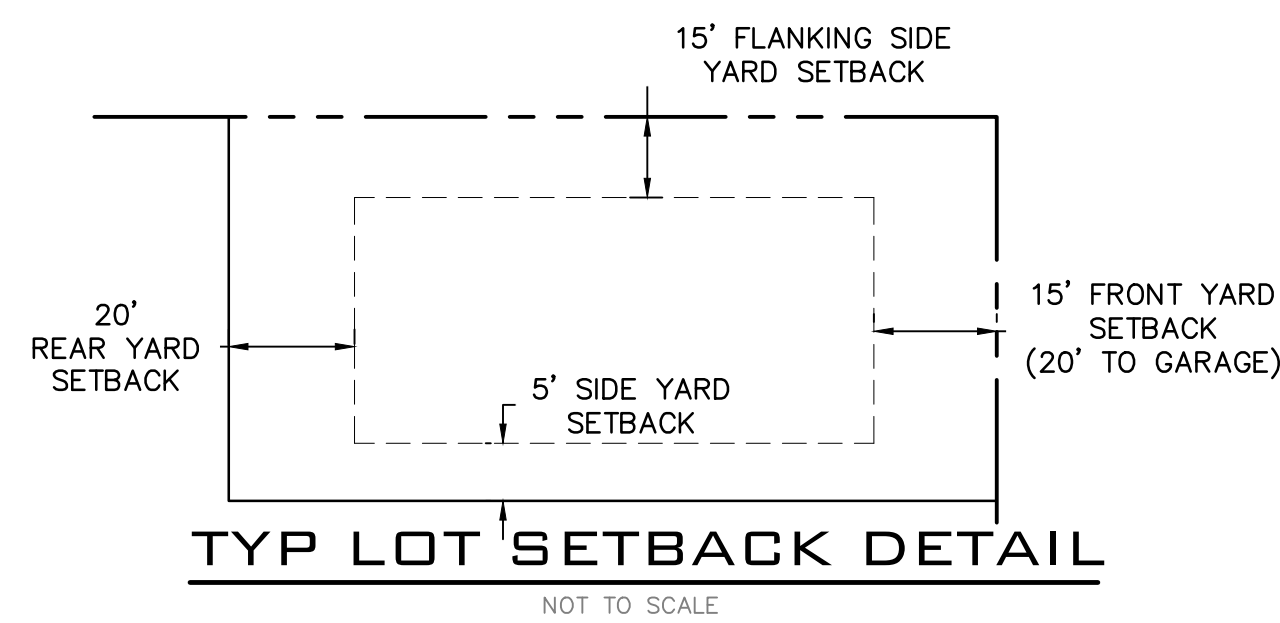 15' FLANKING SIDE
YARD SETBACK
20'
REAR YARD
SETBACK
15' FRONT YARD
SETBACK
(20' TO GARAGE)
5' SIDE YARD
SETBACK
TYP LOT SETBACK DETAIL
NOT TO SCALE